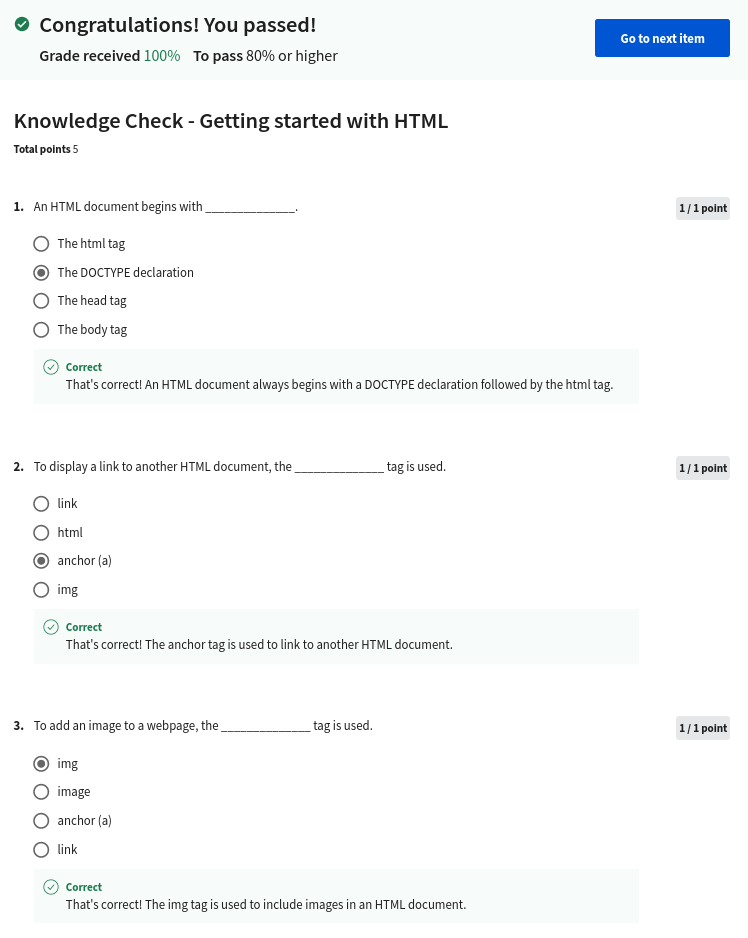 Congratulations! You passed!
Grade received 100% To pass 80% or higher
Go to next item
Knowledge Check - Getting started with HTML
Total points 5
1. An HTML document begins with ______________.
1 / 1 point
The html tag
The DOCTYPE declaration
The head tag
The body tag
Correct
That's correct! An HTML document always begins with a DOCTYPE declaration followed by the html tag.
2. To display a link to another HTML document, the ______________ tag is used.
1 / 1 point
link
html
anchor (a)
img
Correct
That's correct! The anchor tag is used to link to another HTML document.
3. To add an image to a webpage, the ______________ tag is used.
1 / 1 point
img
image
anchor (a)
link
Correct
That's correct! The img tag is used to include images in an HTML document.